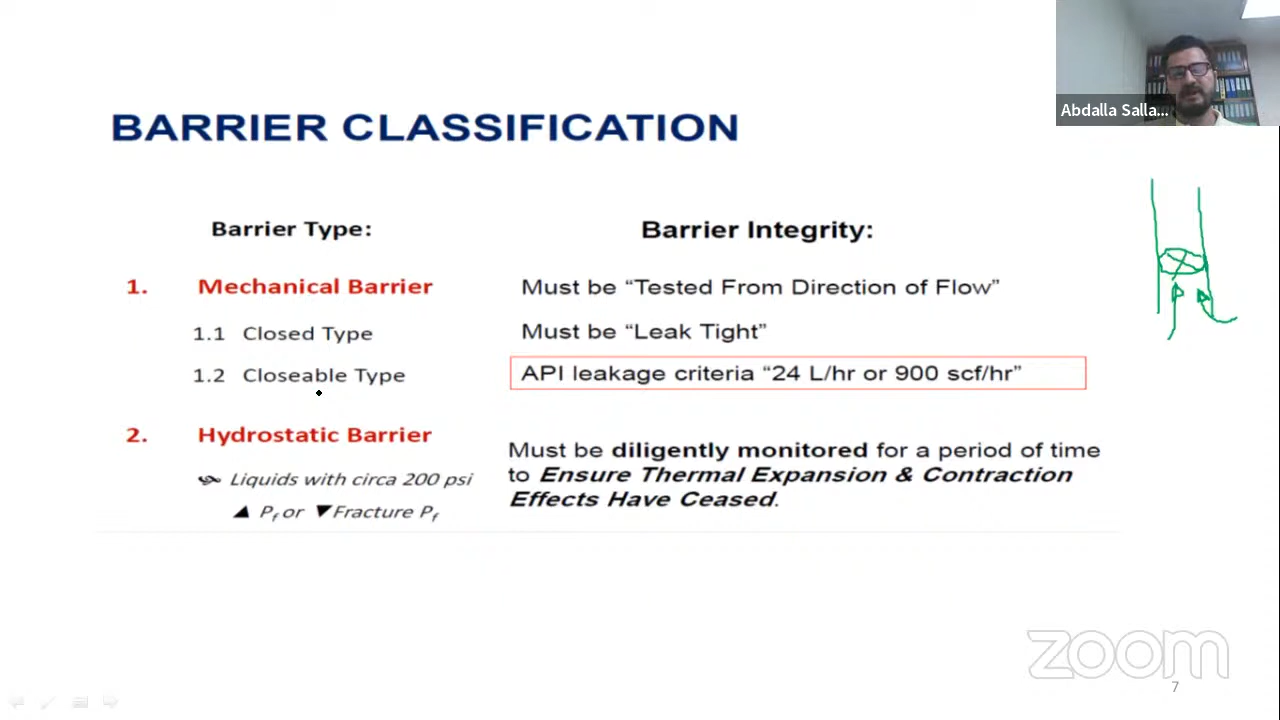 Abdalla Salla...
BARRIER CLASSIFICATION
Barrier Type: Barrier Integrity:
1. Mechanical Barrier Must be “Tested From Direction of Flow”
1.1 Closed Type Must be “Leak Tight”
1.2 Closeable Type API leakage criteria “24 L/hr or 900 scf/hr”
2. Hydrostatic Barrier Must be diligently monitored for a period of time
to Ensure Thermal Expansion & Contraction
Liquids with circa 200 psi
Effects Have Ceased.
▲ Pf or ▼Fracture Pf
zoom
7